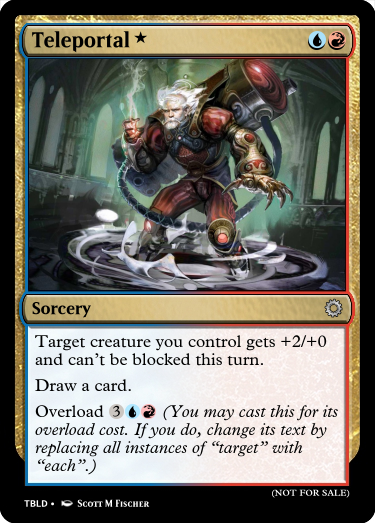 Teleportal ★
Sorcery
Target creature you control gets +2/+0
and can't be blocked this turn.
Draw a card.
Overload 3 (You may cast this for its
overload cost. If you do, change its text by
replacing all instances of “target” with
“each”.)
(NOT FOR SALE)
TBLD • Scott M Fischer